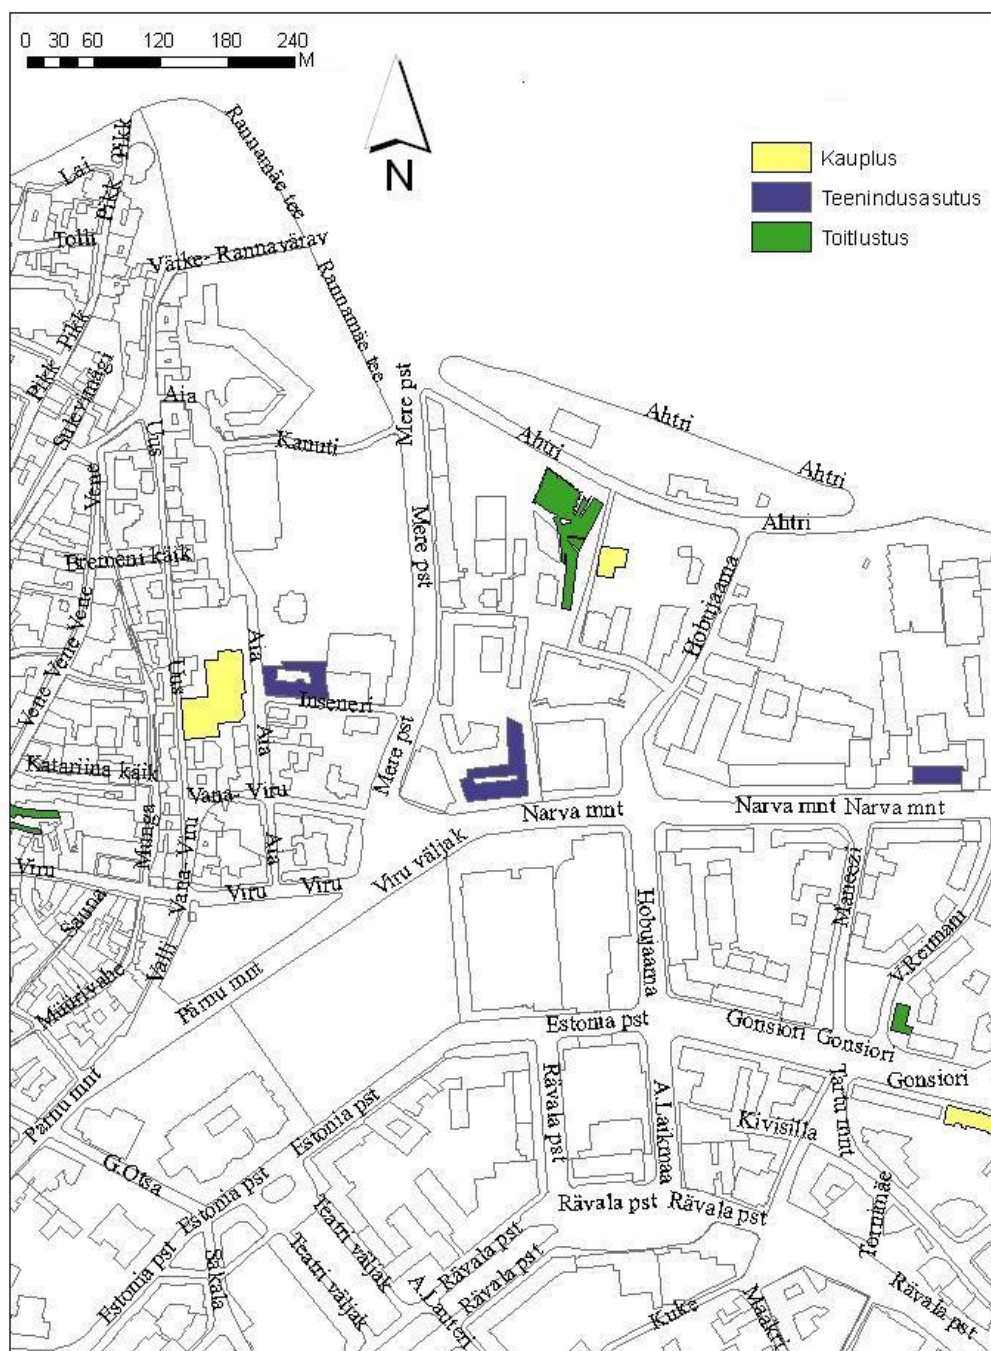 0 30 60 120 180 240
M
N
Kauplus
Teenindusasutus
Toitlustus
Rannamäe tee
Pikk
Lai
Pikk
Tolli
Väike- Rannavärav
Rannamäe tee
Pikk
Pikk
Sulevimägi
Aia
Mere pst
Ahtri
Uus
Kanuti
Ahtri
Ahtri
Vene
Mere pst
Ahtri
Bremeni käik
Hobujaama
Vene
Vene
Vene
Aia
Uus
Inseneri
Aia
Mere pst
Katariina käik
Vana- Viru
Narva mnt
Narva mnt
Narva mnt
Munga
Vana- Viru
Aia
Viru väljak
Viru
Viru
Viru
Maneezi
Sauna
Hobujaama
V.Reimani
Valli
Müürivahe
Pärnu mnt
Estonia pst
Gonsiori
Gonsiori
Gonsiori
Pärnu mnt
Estonia pst
Rävala pst
A.Laikmaa
Kivisilla
Tartu mnt
G.Otsa
Estonia pst
Teatri väljak
Rävala pst
Rävala pst
Tornimäe
Estonia pst
Sakala
Teatri väljak
Rävala pst
Rävala pst
A.Lauteri
Kuke
Maakri
Rävala pst